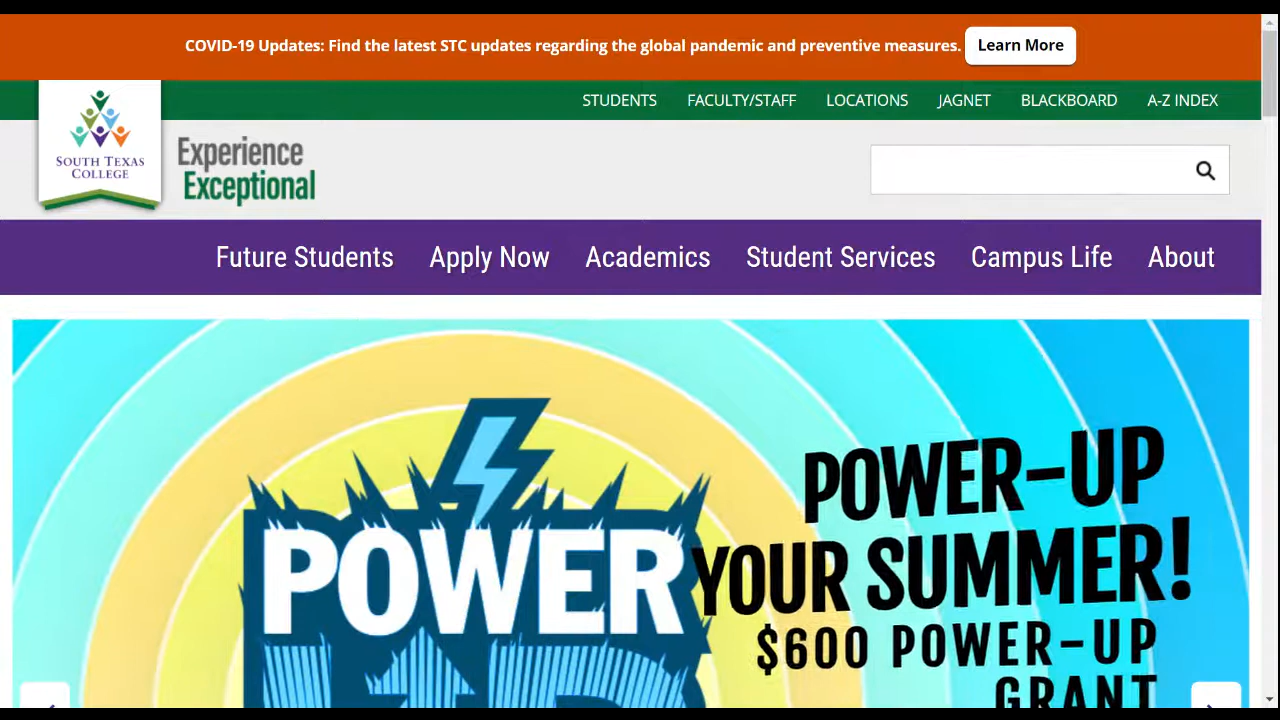 COVID-19 Updates: Find the latest STC updates regarding the global pandemic and preventive measures. Learn More
STUDENTS FACULTY/STAFF LOCATIONS JAGNET BLACKBOARD A-Z INDEX
SOUTH TEXAS
COLLEGE
Experience
Exceptional
Future Students Apply Now Academics Student Services Campus Life About
POWER
POWER-UP
YOUR SUMMER!
$600 POWER-UP
GRANT